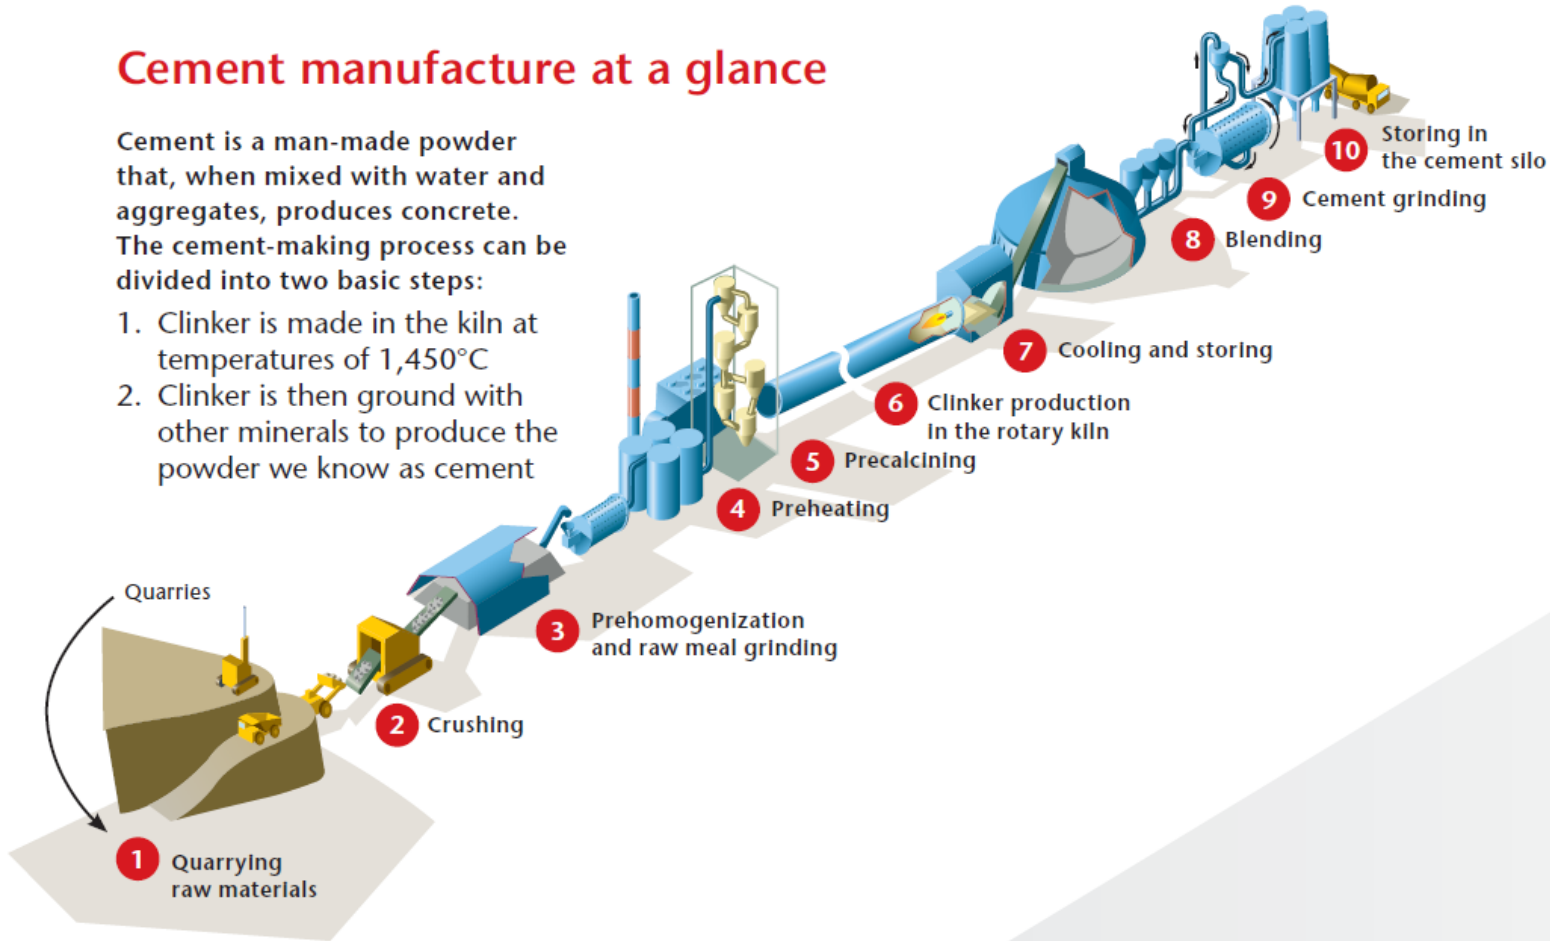 Cement manufacture at a glance
Cement is a man-made powder
that, when mixed with water and
aggregates, produces concrete.
The cement-making process can be
divided into two basic steps:
1. Clinker is made in the kiln at
temperatures of 1,450°C
2. Clinker is then ground with
other minerals to produce the
powder we know as cement
Quarries
1 Quarrying
raw materials
2 Crushing
3 Prehomogenization
and raw meal grinding
4 Preheating
5 Precalcining
6 Clinker production
in the rotary kiln
7 Cooling and storing
8 Blending
9 Cement grinding
10 Storing in
the cement silo